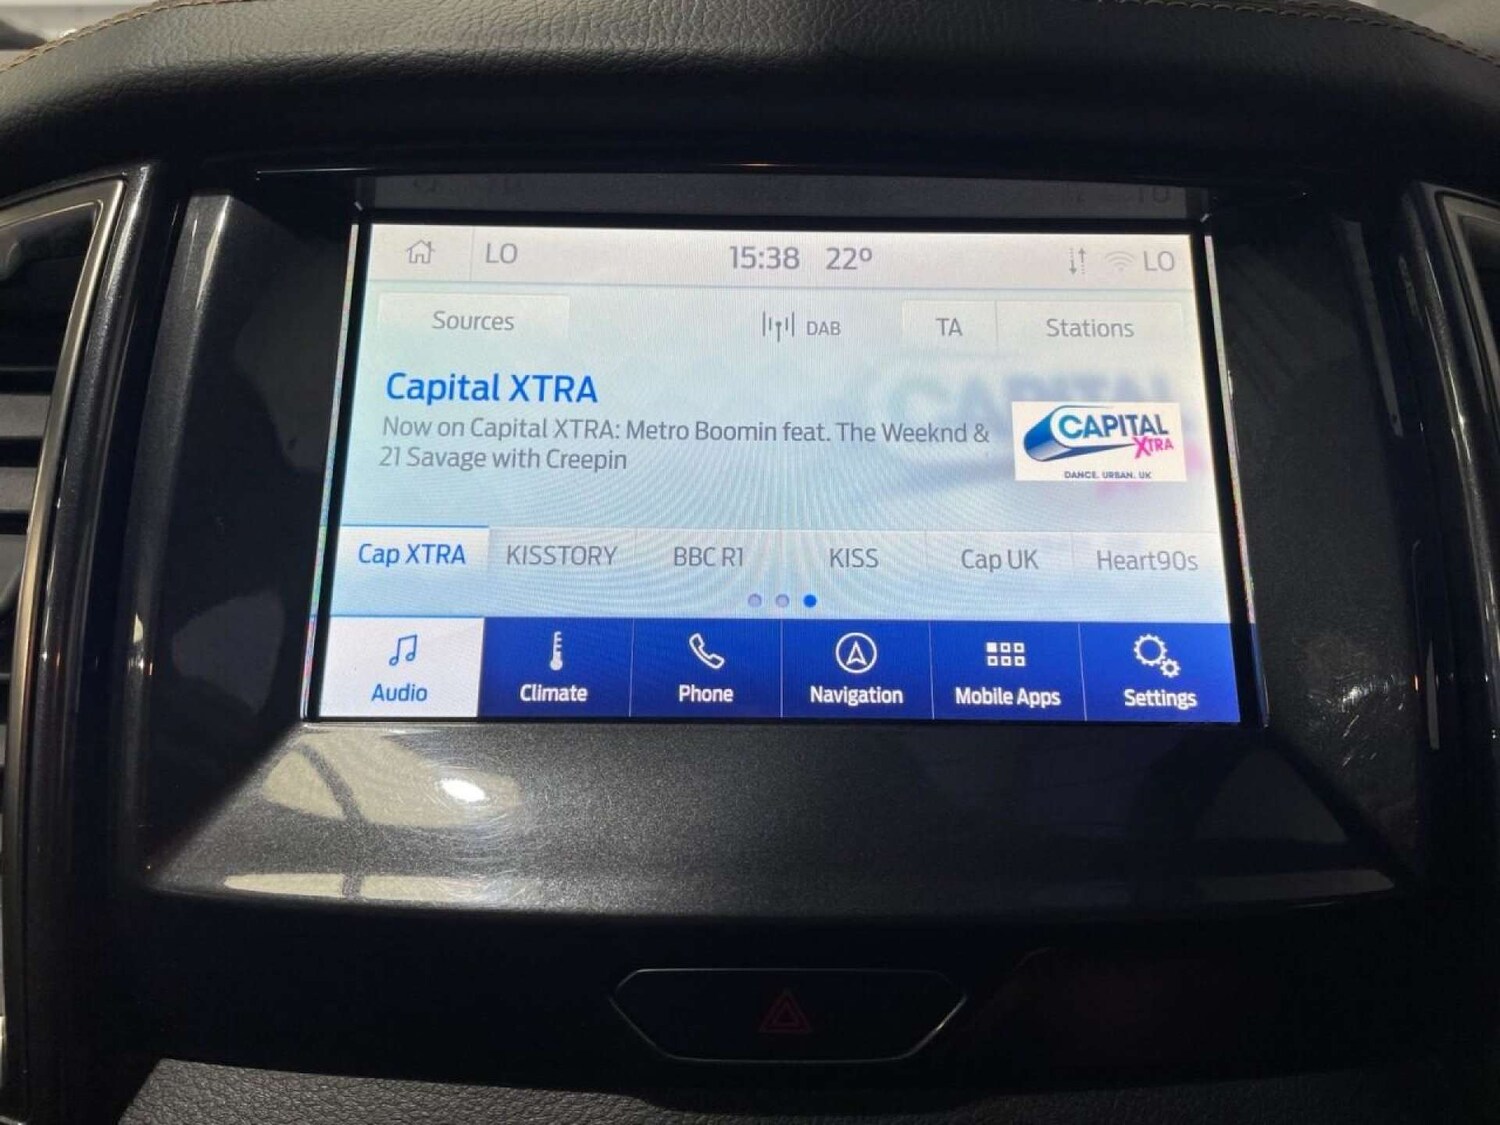 LO 15:38 22º LO
Sources DAB TA Stations
Capital XTRA
Now on Capital XTRA: Metro Boomin feat. The Weeknd &
21 Savage with Creepin
CAPITAL
XTRA
DANCE. URBAN. UK
Cap XTRA KISSTORY BBC R1 KISS Cap UK Heart90s
Audio Climate Phone Navigation Mobile Apps Settings